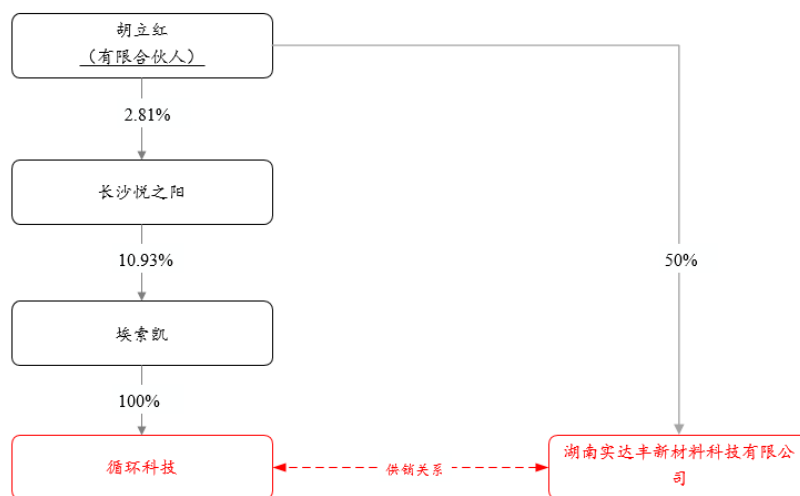 胡立红
（有限合伙人）
2.81%
长沙悦之阳
10.93%
50%
埃索凯
100%
循环科技
供销关系
湖南实达丰新材料科技有限公
司